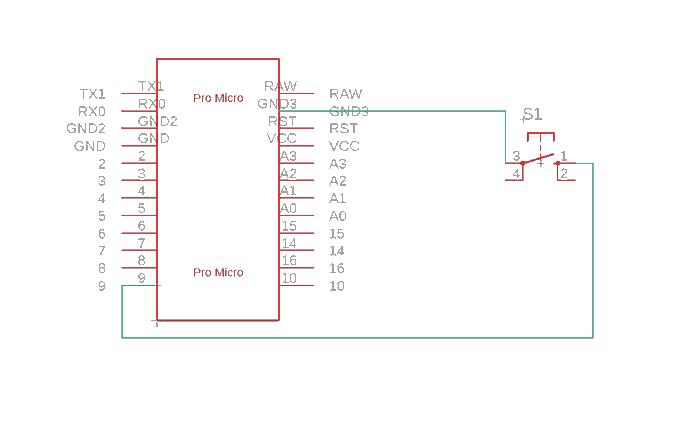 TX1 TX1 RAW RAW
Pro Micro
RX0 RX0 GND3 GND3
GND2 GND2 RST RST
S1
GND GND VCC VCC
2 2 A3 A3
3 1
3 3 A2 A2
4 2
4 4 A1 A1
5 5 A0 A0
6 6 15 15
7 7 14 14
8 8 16 16
Pro Micro
9 9 10 10